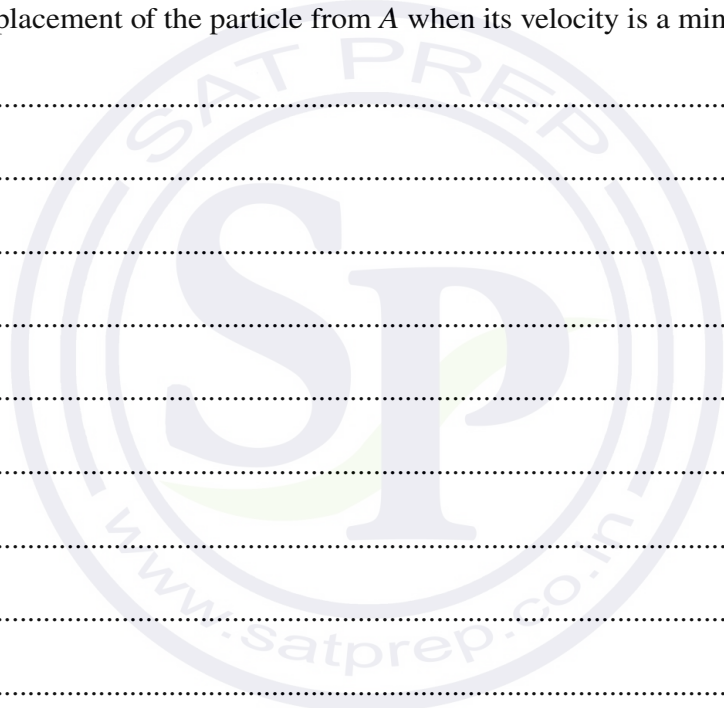 placement of the particle from A when its velocity is a min
SAT PREP
SP
www.satprep.co.in